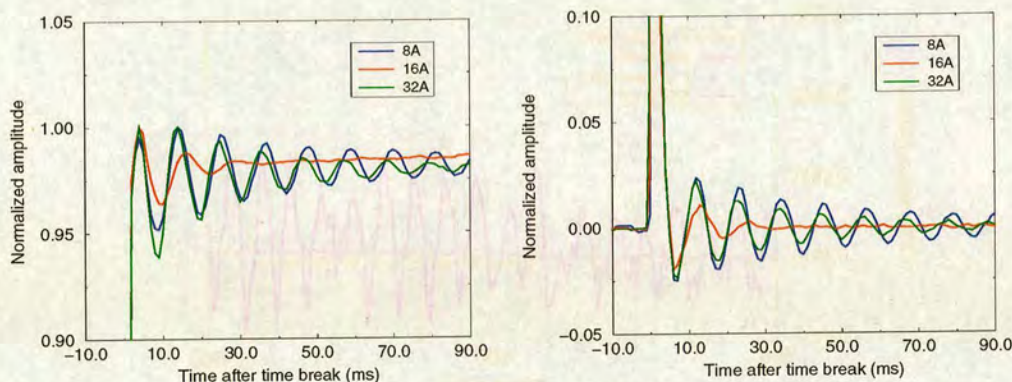 1.05
1.00
0.95
0.90
Normalized amplitude
8A
16A
32A
−10.0
10.0
30.0
50.0
70.0
90.0
Time after time break (ms)
0.10
0.05
0.00
−0.05
Normalized amplitude
8A
16A
32A
−10.0
10.0
30.0
50.0
70.0
90.0
Time after time break (ms)